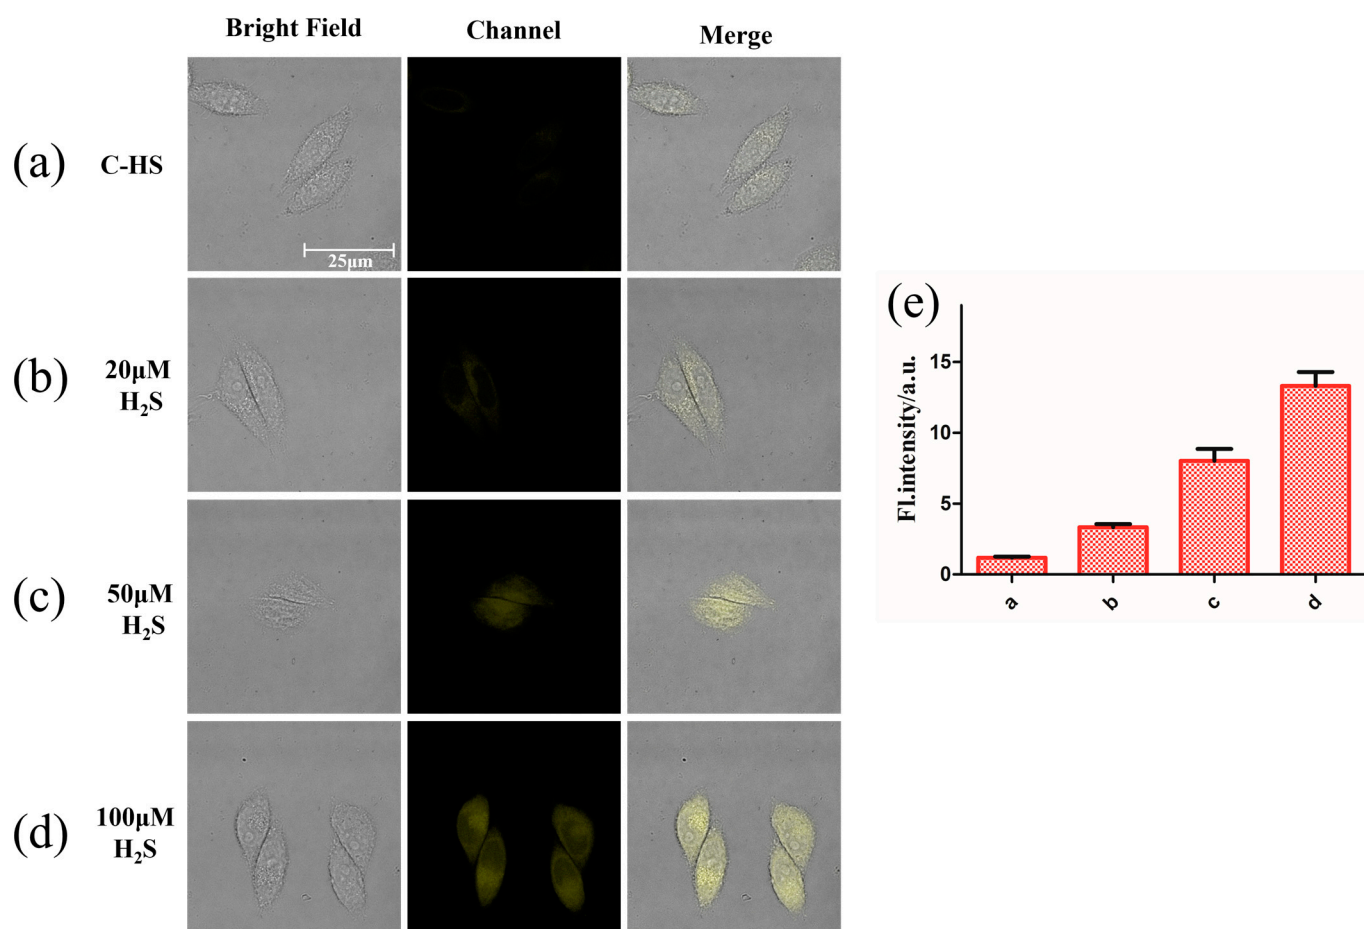 Bright Field
Channel
Merge
(a)
C-HS
25μm
(b)
20μM
H₂S
(c)
50μM
H₂S
(d)
100μM
H₂S
(e)
Fl.intensity/a.u.
15
10
5
0
a
b
c
d